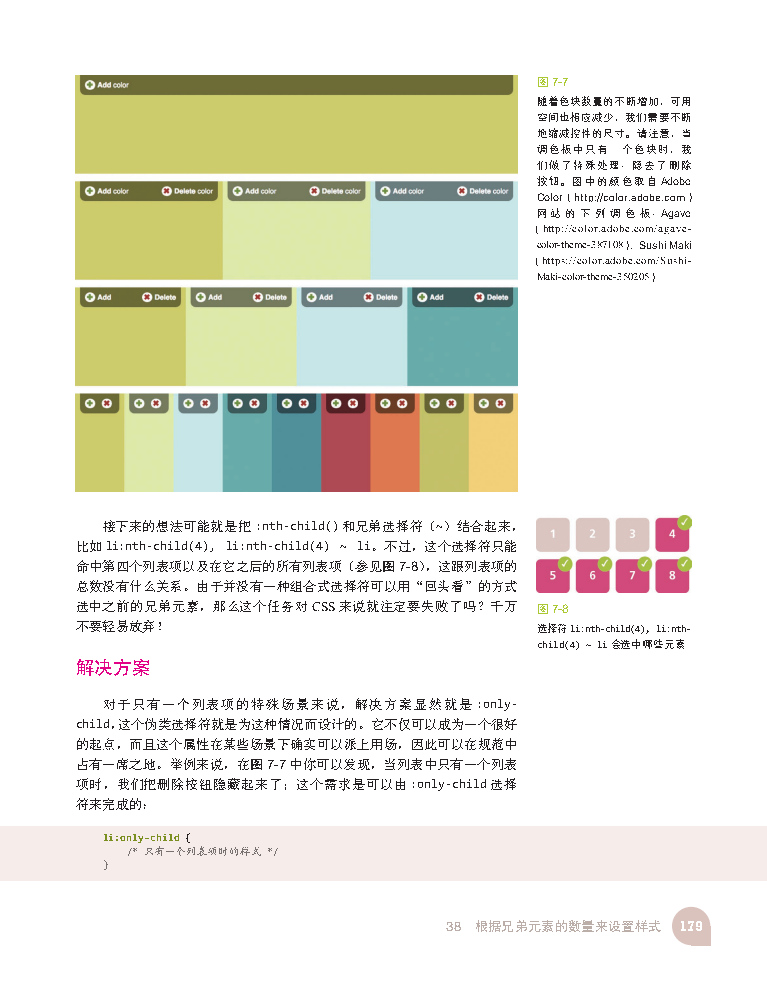 Add color
Add color Delete color Add color Delete color Add color Delete color
Add Delete Add Delete Add Delete Add Delete
图 7-7
随着色块数量的不断增加，可用
空间也相应减少，我们需要不断
地缩减控件的尺寸。请注意，当
调色板中只有一个色块时，我
们做了特殊处理：隐去了删除
按钮。图中的颜色取自 Adobe
Color（http://color.adobe.com）
网站的下列调色板：Agave
（http://color.adobe.com/agave-
color-theme-387108）、Sushi Maki
（https://color.adobe.com/Sushi-
Maki-color-theme-350205）
接下来的想法可能就是把 :nth-child() 和兄弟选择符（~）结合起来，
比如 li:nth-child(4), li:nth-child(4) ~ li。不过，这个选择符只能
命中第四个列表项以及在它之后的所有列表项（参见图 7-8），这跟列表项的
总数没有什么关系。由于并没有一种组合式选择符可以用“回头看”的方式
选中之前的兄弟元素，那么这个任务对 CSS 来说就注定要失败了吗？千万
不要轻易放弃！
1 2 3 4
5 6 7 8
图 7-8
选择符 li:nth-child(4), li:nth-
child(4) ~ li 会选中哪些元素
解决方案
对于只有一个列表项的特殊场景来说，解决方案显然就是 :only-
child，这个伪类选择符就是为这种情况而设计的。它不仅可以成为一个很好
的起点，而且这个属性在某些场景下确实可以派上用场，因此可以在规范中
占有一席之地。举例来说，在图 7-7 中你可以发现，当列表中只有一个列表
项时，我们把删除按钮隐藏起来了；这个需求是可以由 :only-child 选择
符来完成的：
li:only-child {
/* 只有一个列表项时的样式 */
}
38 根据兄弟元素的数量来设置样式 179